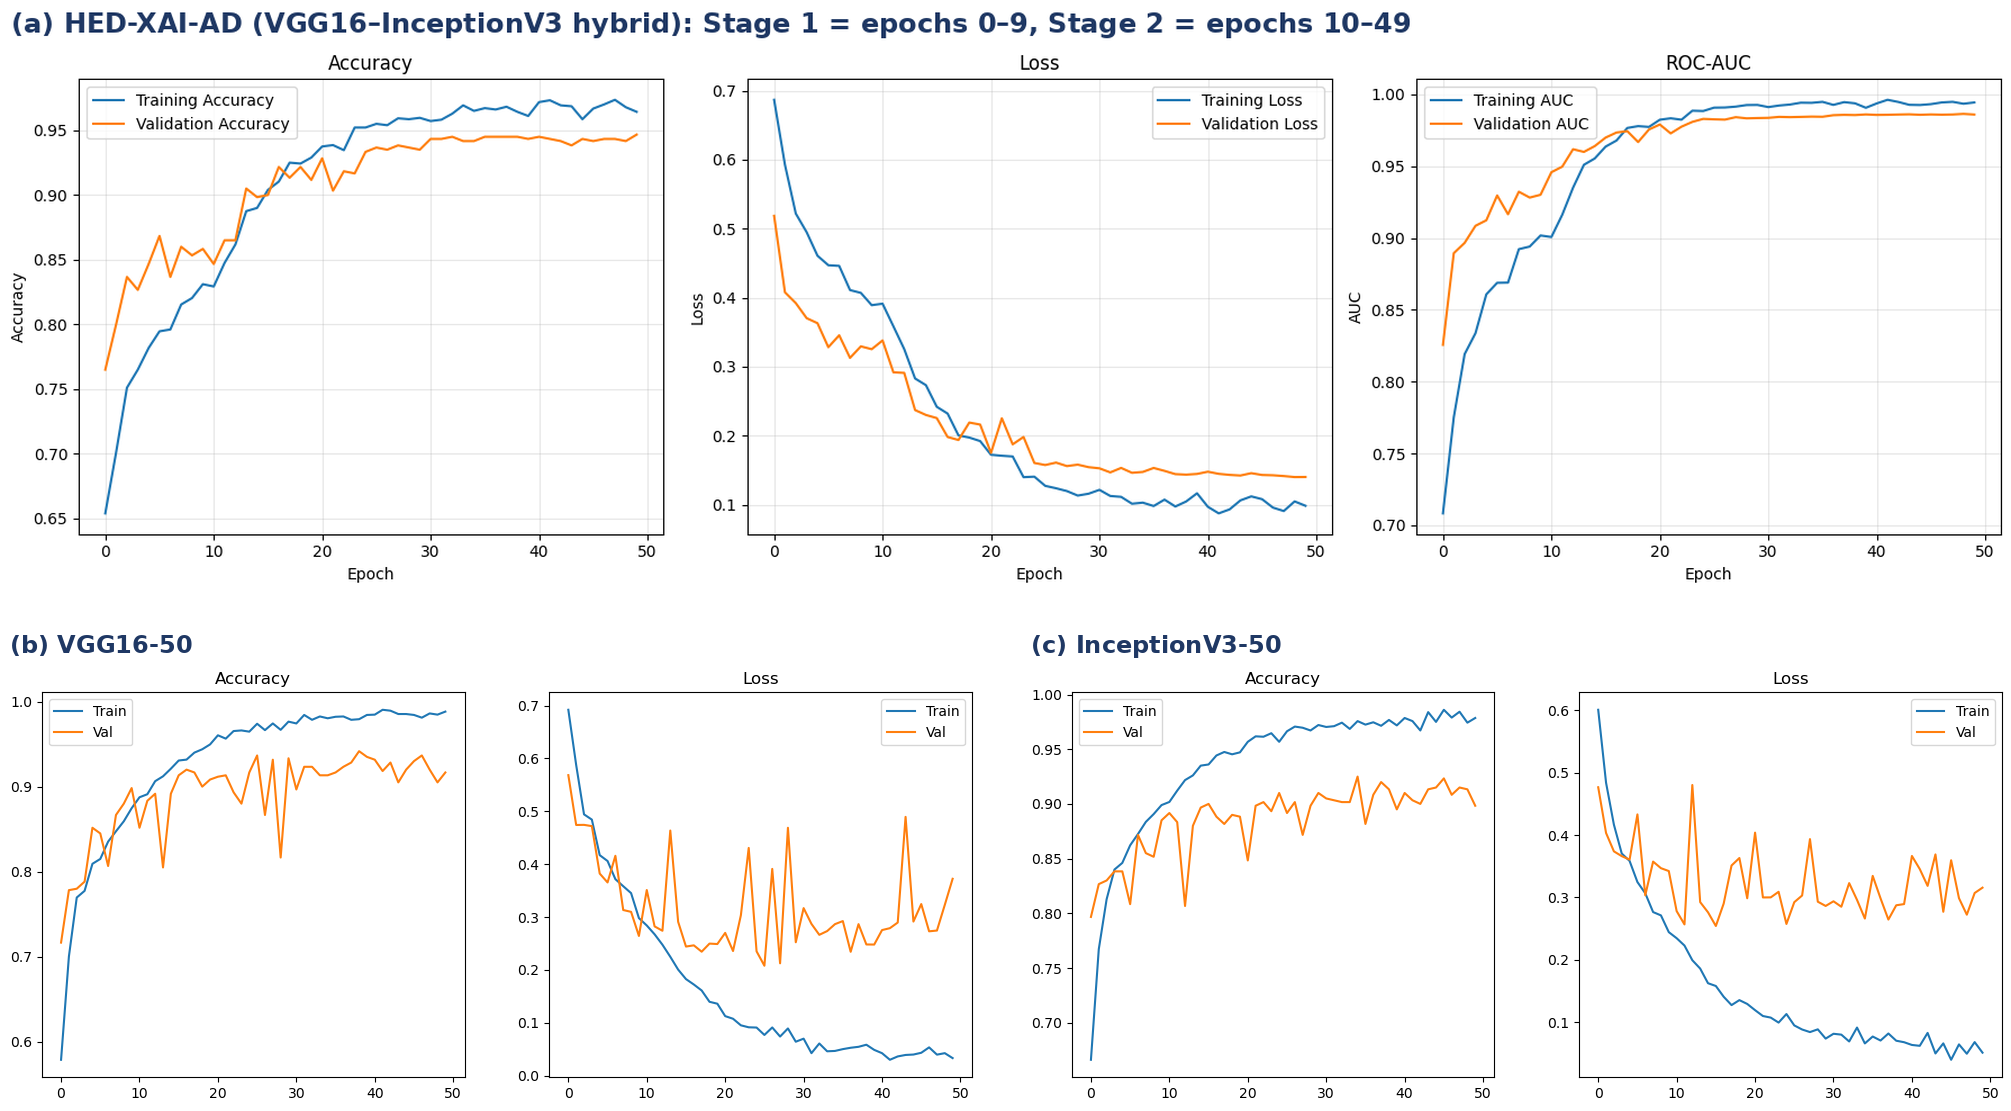 (a) HED-XAI-AD (VGG16–InceptionV3 hybrid): Stage 1 = epochs 0–9, Stage 2 = epochs 10–49
Accuracy
Training Accuracy
Validation Accuracy
0.95
0.90
0.85
0.80
0.75
0.70
0.65
Accuracy
0 10 20 30 40 50
Epoch
Loss
Training Loss
Validation Loss
0.7
0.6
0.5
0.4
0.3
0.2
0.1
Loss
0 10 20 30 40 50
Epoch
ROC-AUC
Training AUC
Validation AUC
1.00
0.95
0.90
0.85
0.80
0.75
0.70
AUC
0 10 20 30 40 50
Epoch
(b) VGG16-50
Accuracy
Train
Val
1.0
0.9
0.8
0.7
0.6
0 10 20 30 40 50
Loss
Train
Val
0.7
0.6
0.5
0.4
0.3
0.2
0.1
0.0
0 10 20 30 40 50
(c) InceptionV3-50
Accuracy
Train
Val
1.00
0.95
0.90
0.85
0.80
0.75
0.70
0 10 20 30 40 50
Loss
Train
Val
0.6
0.5
0.4
0.3
0.2
0.1
0 10 20 30 40 50